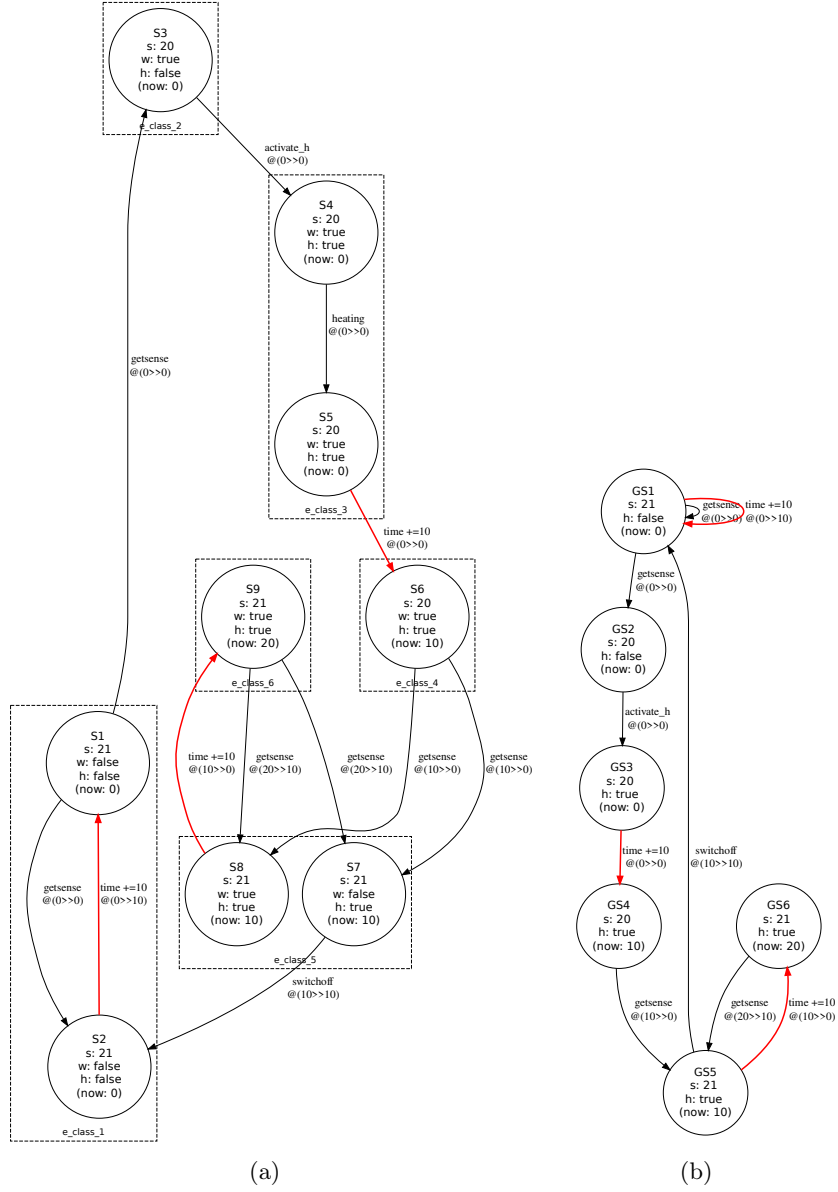 S3
s: 20
w: true
h: false
(now: 0)
e_class_2
activate_h
@(0>>0)
S4
s: 20
w: true
h: true
(now: 0)
heating
@(0>>0)
getsense
@(0>>0)
S5
s: 20
w: true
h: true
(now: 0)
e_class_3
time +=10
@(0>>0)
S9
s: 21
w: true
h: true
(now: 20)
e_class_6
S6
s: 20
w: true
h: true
(now: 10)
e_class_4
S1
s: 21
w: false
h: false
(now: 0)
time +=10
@(10>>0)
getsense
@(20>>10)
getsense
@(20>>10)
getsense
@(10>>0)
getsense
@(10>>0)
S8
s: 21
w: true
h: true
(now: 10)
S7
s: 21
w: false
h: true
(now: 10)
e_class_5
getsense
@(0>>0)
time +=10
@(0>>10)
switchoff
@(10>>10)
S2
s: 21
w: false
h: false
(now: 0)
e_class_1
(a)
GS1
s: 21
h: false
(now: 0)
getsense
@(0>>0)
time +=10
@(0>>10)
getsense
@(0>>0)
GS2
s: 20
h: false
(now: 0)
activate_h
@(0>>0)
GS3
s: 20
h: true
(now: 0)
time +=10
@(0>>0)
switchoff
@(10>>10)
GS4
s: 20
h: true
(now: 10)
GS6
s: 21
h: true
(now: 20)
getsense
@(10>>0)
getsense
@(20>>10)
time +=10
@(10>>0)
GS5
s: 21
h: true
(now: 10)
(b)